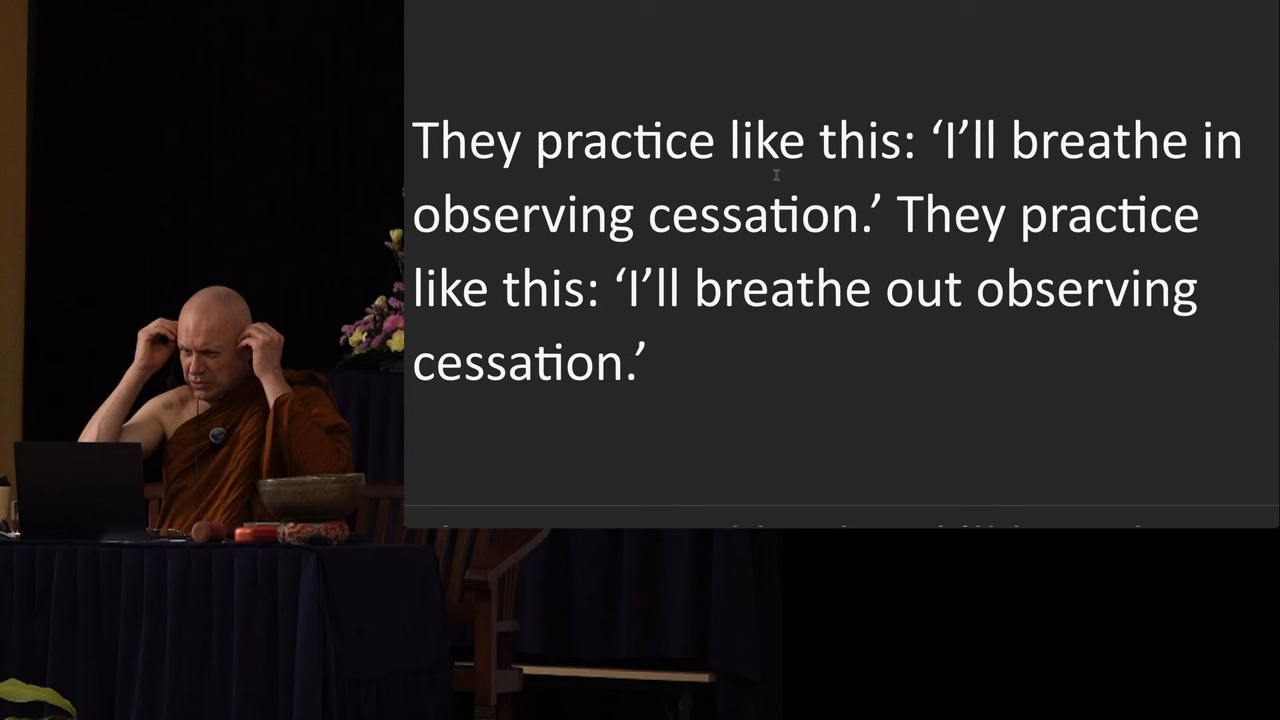 They practice like this: ‘I’ll breathe in
observing cessation.’ They practice
like this: ‘I’ll breathe out observing
cessation.’